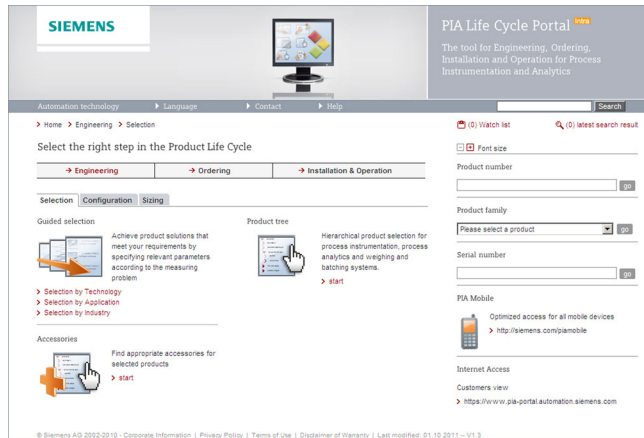 SIEMENS
PIA Life Cycle Portal Intra
The tool for Engineering, Ordering,
Installation and Operation for Process
Instrumentation and Analytics
Automation technology Language Contact Help Search
Home Engineering Selection
(0) Watch list (0) latest search result
Select the right step in the Product Life Cycle
Font size
Engineering Ordering Installation & Operation
Product number
go
Selection Configuration Sizing
Product family
Please select a product go
Guided selection
Achieve product solutions that
meet your requirements by
specifying relevant parameters
according to the measuring
problem
Selection by Technology
Selection by Application
Selection by Industry
Product tree
Hierarchical product selection for
process instrumentation, process
analytics and weighing and
batching systems.
start
Serial number
go
PIA Mobile
Optimized access for all mobile devices
http://siemens.com/piamobile
Accessories
Find appropriate accessories for
selected products
start
Internet Access
Customers view
https://www.pia-portal.automation.siemens.com
© Siemens AG 2002-2010 - Corporate Information | Privacy Policy | Terms of Use | Disclaimer of Warranty | Last modified: 01.10.2011 – V1.3